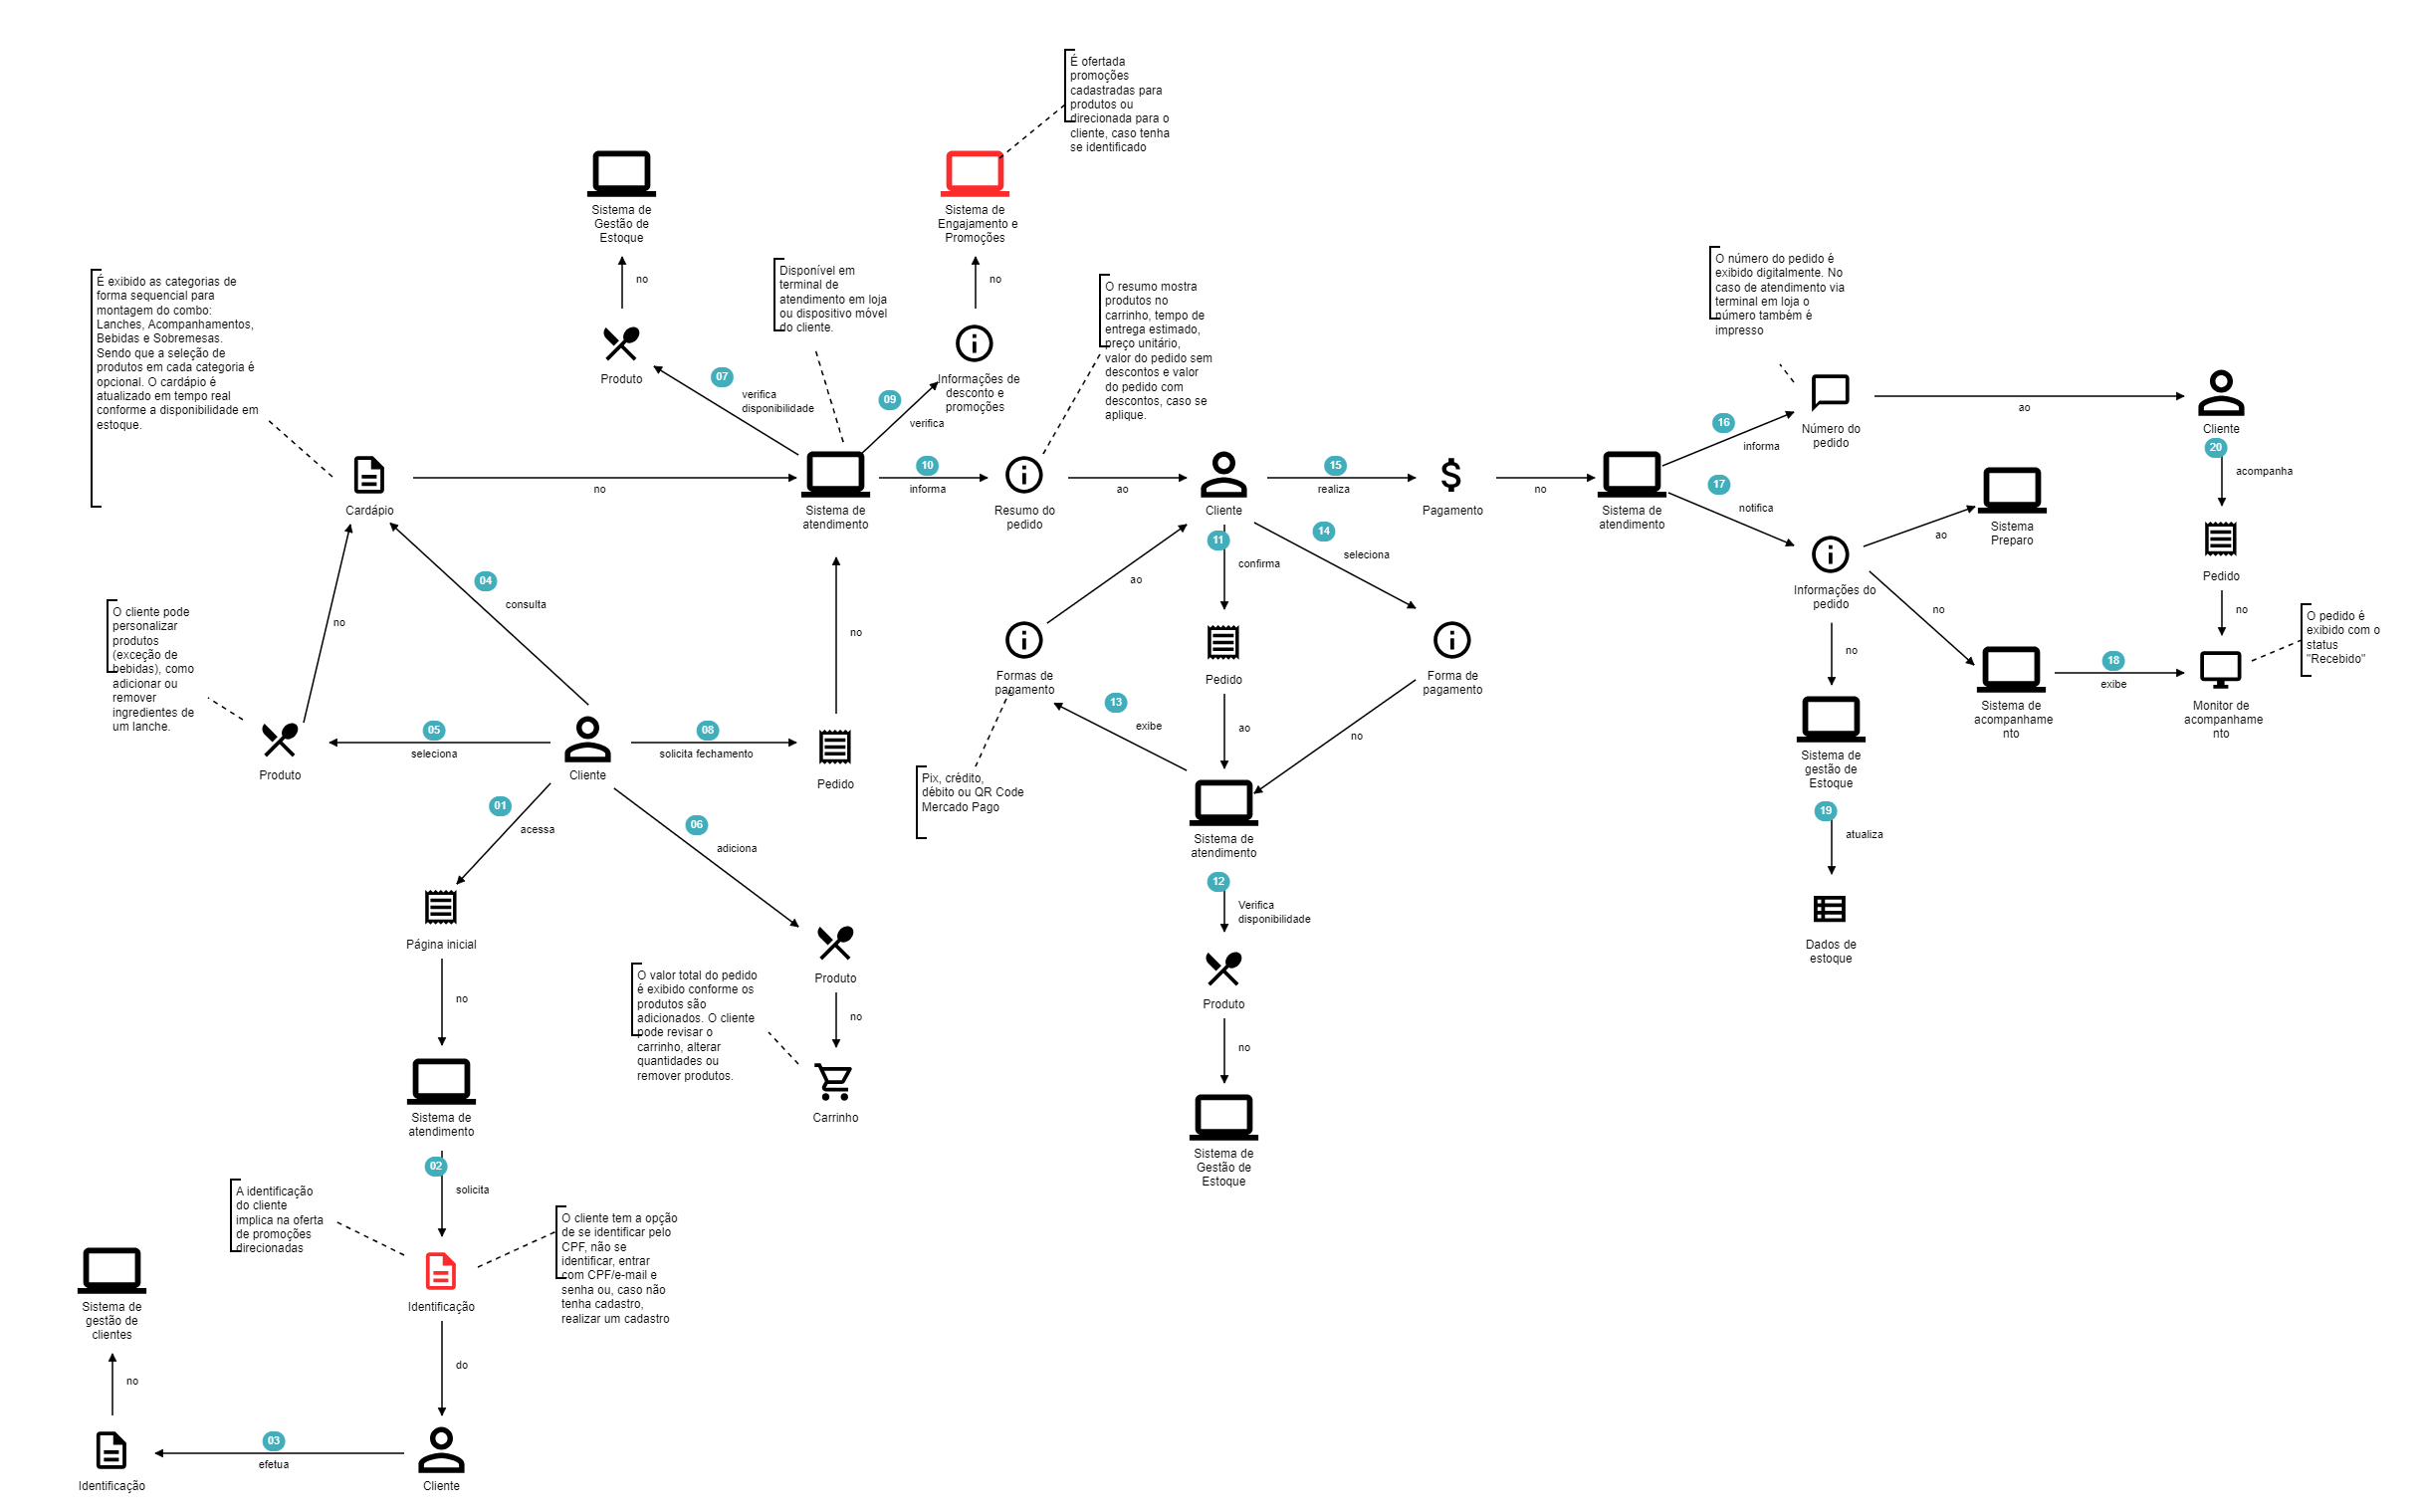 É ofertada
promoções
cadastradas para
produtos ou
direcionada para o
cliente, caso tenha
se identificado
Sistema de
Gestão de
Estoque
Sistema de
Engajamento e
Promoções
no
no
Produto
Informações de
desconto e
promoções
Disponível em
terminal de
atendimento em loja
ou dispositivo móvel
do cliente.
O resumo mostra
produtos no
carrinho, tempo de
entrega estimado,
preço unitário,
valor do pedido sem
descontos e valor
do pedido com
descontos, caso se
aplique.
É exibido as categorias de
forma sequencial para
montagem do combo:
Lanches, Acompanhamentos,
Bebidas e Sobremesas.
Sendo que a seleção de
produtos em cada categoria é
opcional. O cardápio é
atualizado em tempo real
conforme a disponibilidade em
estoque.
07
verifica
disponibilidade
09
verifica
Cardápio
no
Sistema de
atendimento
10
informa
Resumo do
pedido
ao
Cliente
15
realiza
Pagamento
no
Sistema de
atendimento
O número do pedido é
exibido digitalmente. No
caso de atendimento via
terminal em loja o
número também é
impresso
16
informa
Número do
pedido
ao
Cliente
20
acompanha
17
notifica
Informações do
pedido
ao
Sistema
Preparo
Pedido
no
no
Sistema de
acompanhame
nto
18
exibe
Monitor de
acompanhame
nto
O pedido é
exibido com o
status
"Recebido"
no
Sistema de
gestão de
Estoque
19
atualiza
Dados de
estoque
11
confirma
14
seleciona
ao
Formas de
pagamento
Pedido
Forma de
pagamento
13
exibe
ao
no
Pix, crédito,
débito ou QR Code
Mercado Pago
Sistema de
atendimento
12
Verifica
disponibilidade
Produto
no
Sistema de
Gestão de
Estoque
04
consulta
no
no
O cliente pode
personalizar
produtos
(exceção de
bebidas), como
adicionar ou
remover
ingredientes de
um lanche.
Produto
05
seleciona
Cliente
08
solicita fechamento
Pedido
01
acessa
06
adiciona
Página inicial
no
Produto
no
O valor total do pedido
é exibido conforme os
produtos são
adicionados. O cliente
pode revisar o
carrinho, alterar
quantidades ou
remover produtos.
Carrinho
Sistema de
atendimento
02
solicita
A identificação
do cliente
implica na oferta
de promoções
direcionadas
O cliente tem a opção
de se identificar pelo
CPF, não se
identificar, entrar
com CPF/e-mail e
senha ou, caso não
tenha cadastro,
realizar um cadastro
Identificação
do
Sistema de
gestão de
clientes
no
Identificação
03
efetua
Cliente